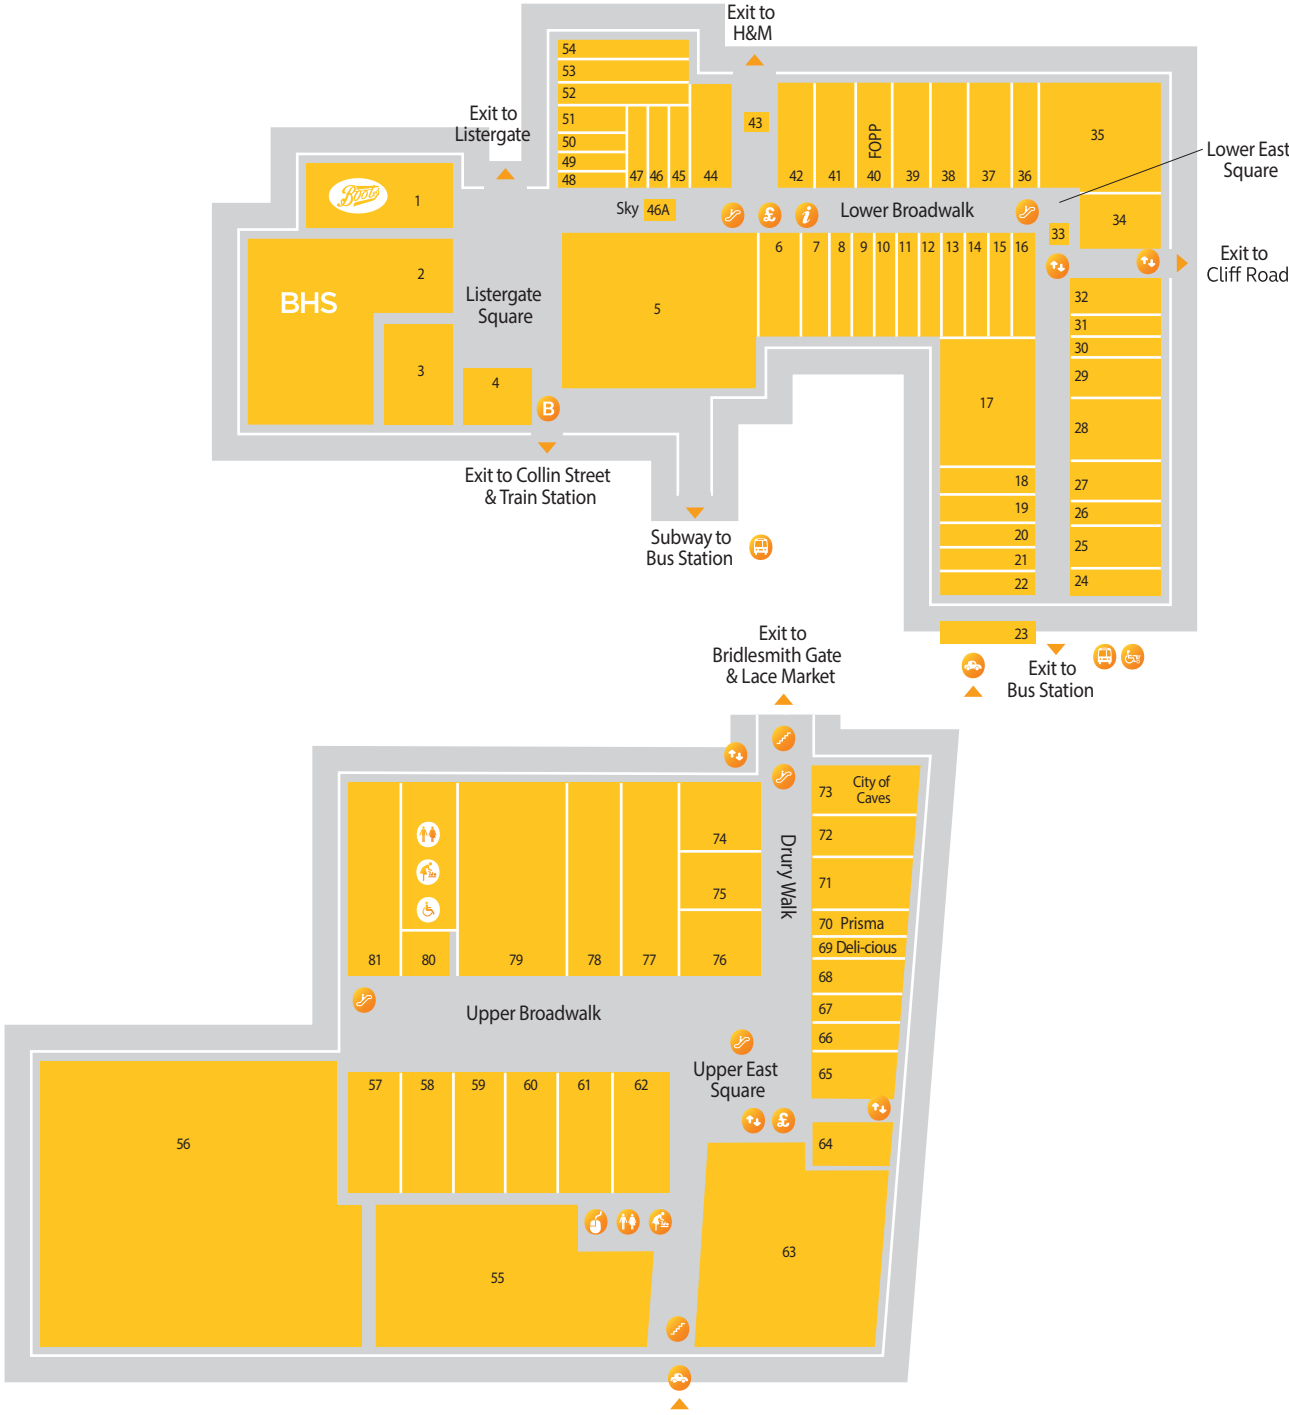 Exit to
H&M
54
53
52
51
50
49
48
47
46
45
44
43
42
41
FOPP
40
39
38
37
36
35
Exit to
Listergate
Lower East
Square
Boots
1
Sky
46A
£
i
Lower Broadwalk
33
34
Exit to
Cliff Road
2
BHS
Listergate
Square
3
4
B
5
6
7
8
9
10
11
12
13
14
15
16
32
31
30
29
28
27
26
25
24
17
18
19
20
21
22
23
Exit to Collin Street
& Train Station
Subway to
Bus Station
Exit to
Bus Station
Exit to
Bridlesmith Gate
& Lace Market
73
City of
Caves
72
71
70 Prisma
69 Deli-cious
68
67
66
65
64
74
75
76
Drury Walk
81
80
79
78
77
Upper Broadwalk
Upper East
Square
£
57
58
59
60
61
62
56
55
63